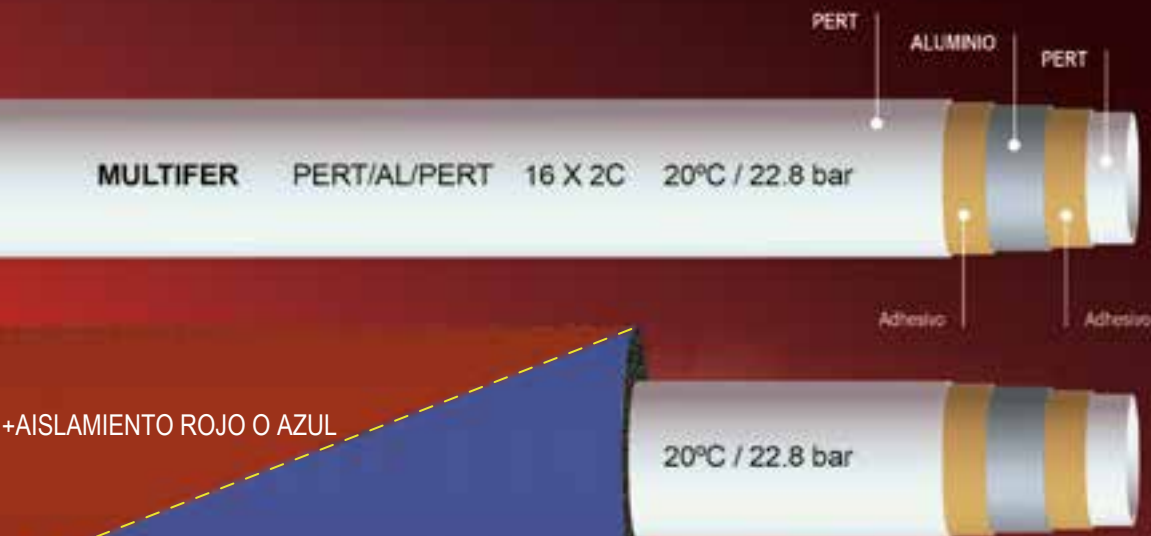 PERT
ALUMINIO
PERT
MULTIFER PERT/AL/PERT 16 X 2C 20ºC / 22.8 bar
Adhesivo Adhesivo
+AISLAMIENTO ROJO O AZUL
20ºC / 22.8 bar